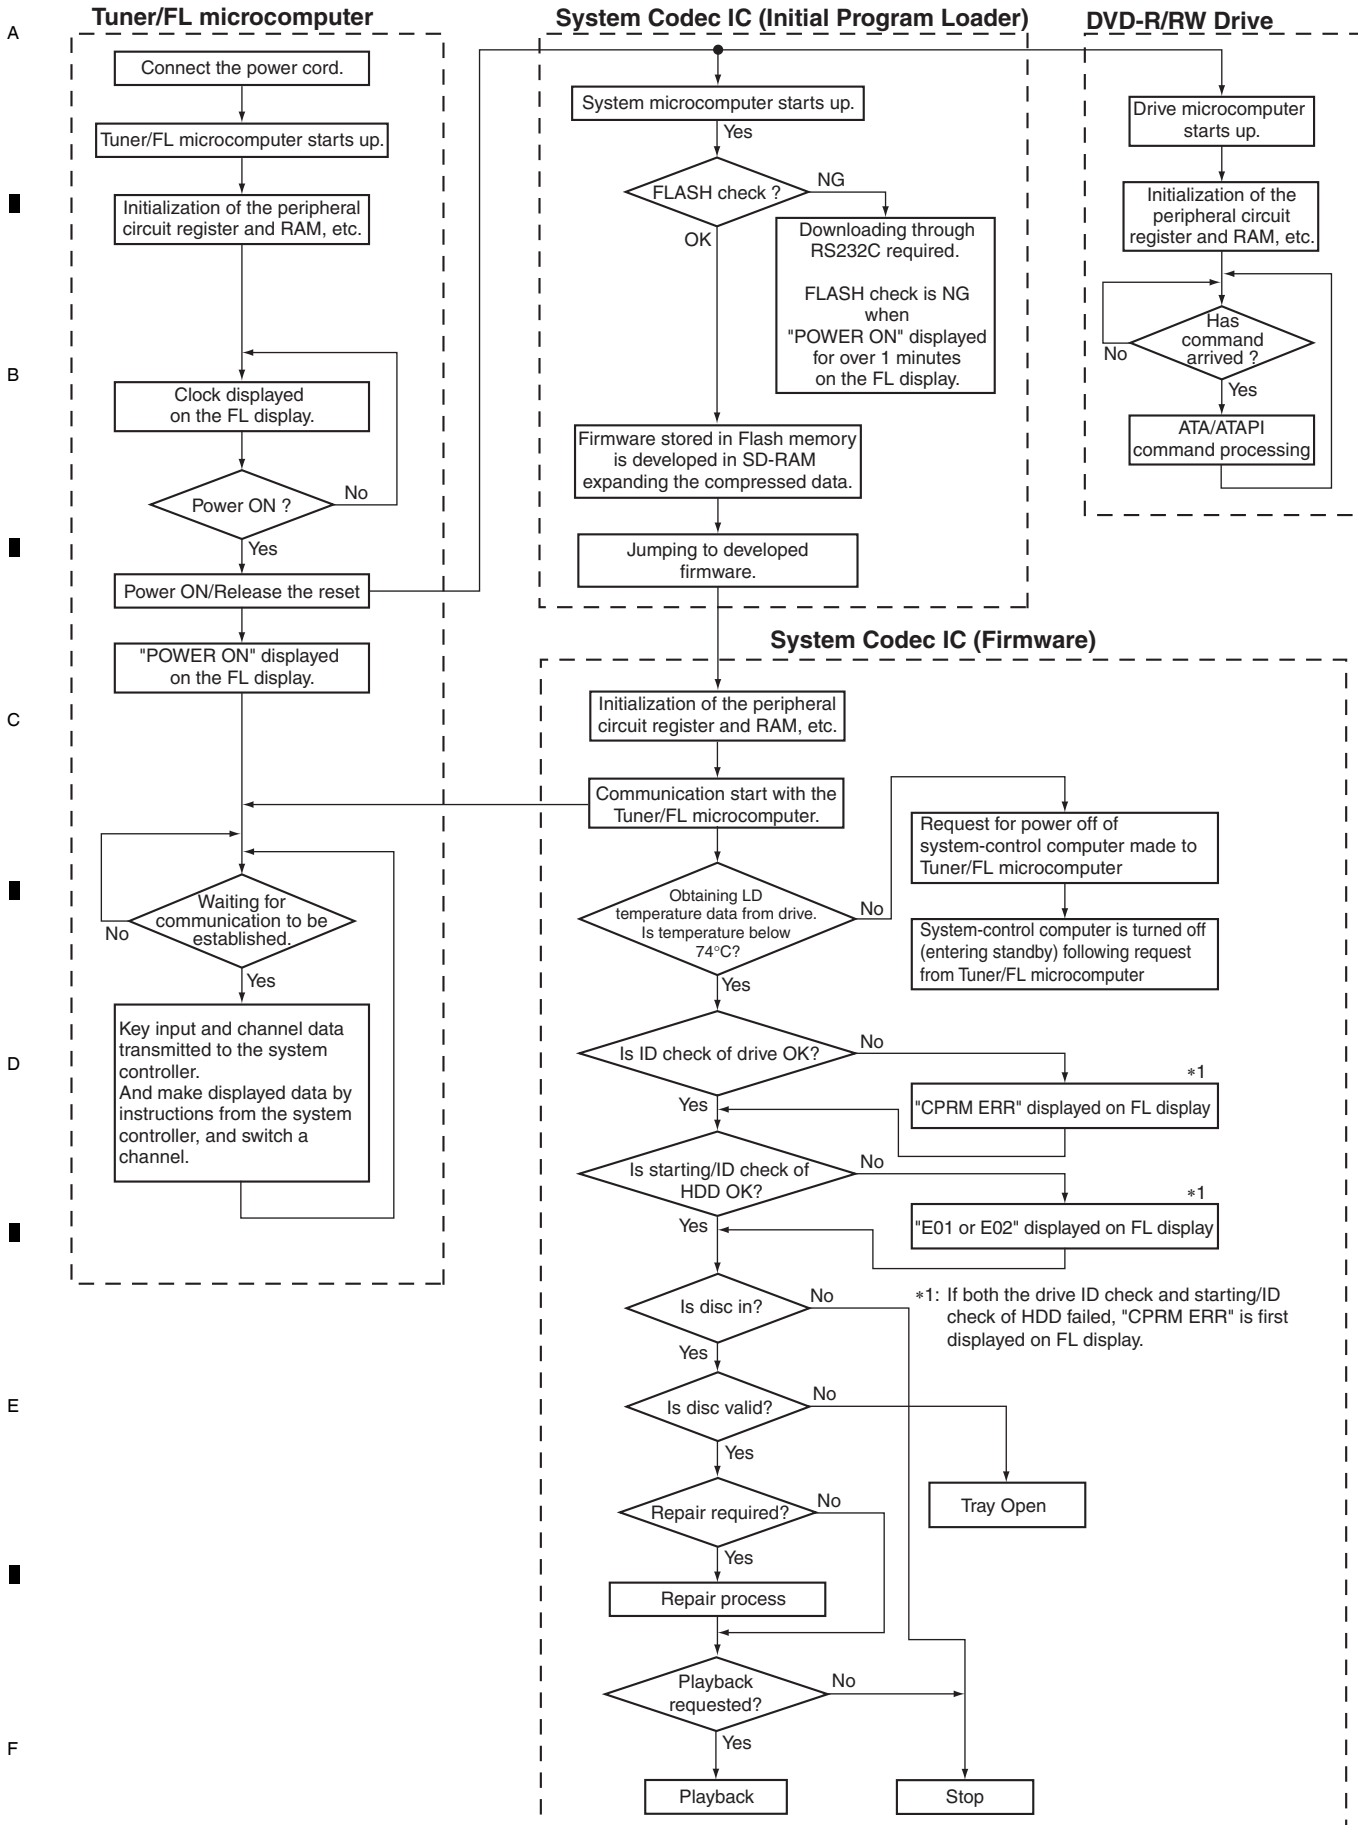 Tuner/FL microcomputer
System Codec IC (Initial Program Loader)
DVD-R/RW Drive
A
Connect the power cord.
Tuner/FL microcomputer starts up.
Initialization of the peripheral
circuit register and RAM, etc.
B
Clock displayed
on the FL display.
Power ON ?
No
Yes
Power ON/Release the reset
"POWER ON" displayed
on the FL display.
C
Waiting for
communication to be
established.
No
Yes
D
Key input and channel data
transmitted to the system
controller.
And make displayed data by
instructions from the system
controller, and switch a
channel.
System microcomputer starts up.
Yes
FLASH check ?
NG
OK
Downloading through
RS232C required.
FLASH check is NG
when
"POWER ON" displayed
for over 1 minutes
on the FL display.
Firmware stored in Flash memory
is developed in SD-RAM
expanding the compressed data.
Jumping to developed
firmware.
Drive microcomputer
starts up.
Initialization of the
peripheral circuit
register and RAM, etc.
Has
command
arrived ?
No
Yes
ATA/ATAPI
command processing
System Codec IC (Firmware)
Initialization of the peripheral
circuit register and RAM, etc.
Communication start with the
Tuner/FL microcomputer.
Obtaining LD
temperature data from drive.
Is temperature below
74°C?
No
Yes
Request for power off of
system-control computer made to
Tuner/FL microcomputer
System-control computer is turned off
(entering standby) following request
from Tuner/FL microcomputer
Is ID check of drive OK?
No
Yes
*1
"CPRM ERR" displayed on FL display
Is starting/ID check of
HDD OK?
No
Yes
*1
"E01 or E02" displayed on FL display
*1: If both the drive ID check and starting/ID
check of HDD failed, "CPRM ERR" is first
displayed on FL display.
Is disc in?
No
Yes
E
Is disc valid?
No
Yes
Tray Open
Repair required?
No
Yes
Repair process
Playback
requested?
No
Yes
F
Playback
Stop